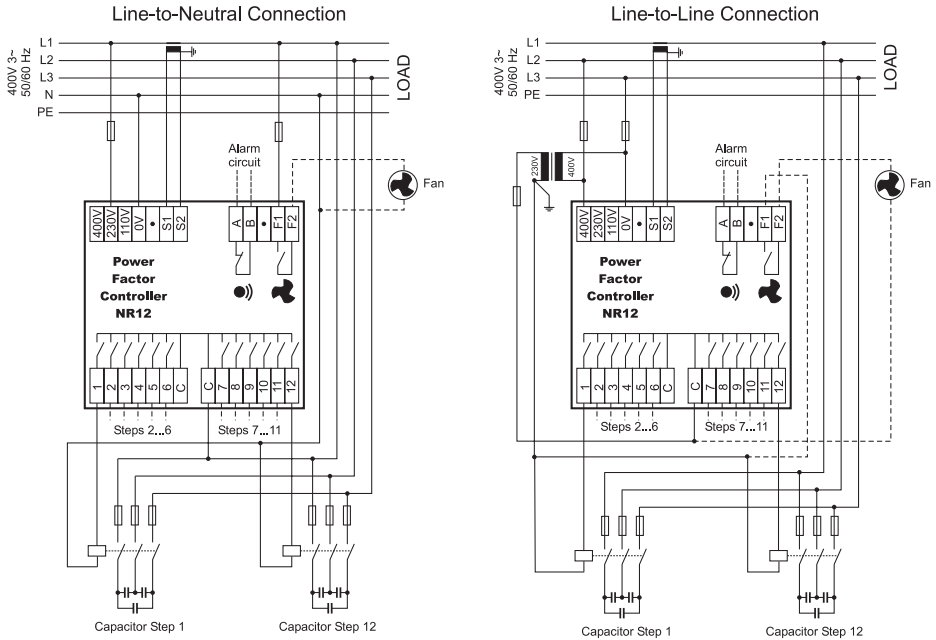 Line-to-Neutral Connection
400V 3~
50/60 Hz
L1
L2
L3
N
PE
LOAD
Alarm
circuit
Fan
400V
230V
110V
0V
•
S1
S2
A
B
•
F1
F2
Power
Factor
Controller
NR12
1
2
3
4
5
6
C
C
7
8
9
10
11
12
Steps 2...6
Steps 7...11
Capacitor Step 1
Capacitor Step 12
Line-to-Line Connection
400V 3~
50/60 Hz
L1
L2
L3
PE
LOAD
230V
400V
Alarm
circuit
Fan
400V
230V
110V
0V
•
S1
S2
A
B
•
F1
F2
Power
Factor
Controller
NR12
1
2
3
4
5
6
C
C
7
8
9
10
11
12
Steps 2...6
Steps 7...11
Capacitor Step 1
Capacitor Step 12